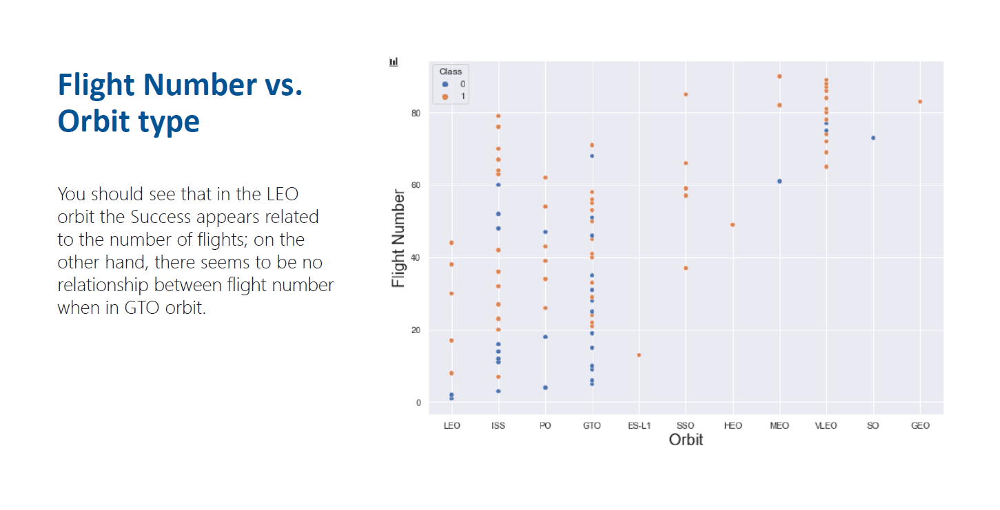 Flight Number vs.
Orbit type
You should see that in the LEO
orbit the Success appears related
to the number of flights; on the
other hand, there seems to be no
relationship between flight number
when in GTO orbit.
Class
0
1
Flight Number
80
60
40
20
0
LEO ISS PO GTO ES-L1 SSO HEO MEO VLEO SO GEO
Orbit